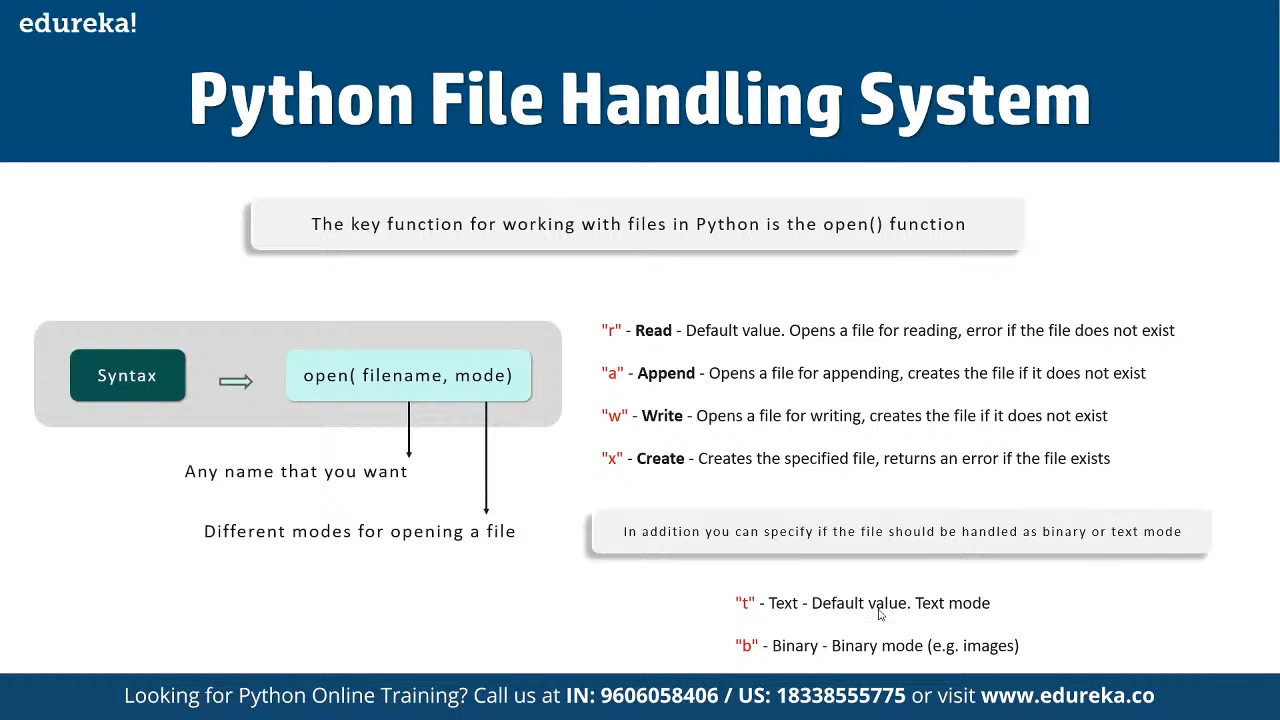 edureka!
Python File Handling System
The key function for working with files in Python is the open() function
Syntax
open( filename, mode)
Any name that you want
Different modes for opening a file
"r" - Read - Default value. Opens a file for reading, error if the file does not exist
"a" - Append - Opens a file for appending, creates the file if it does not exist
"w" - Write - Opens a file for writing, creates the file if it does not exist
"x" - Create - Creates the specified file, returns an error if the file exists
In addition you can specify if the file should be handled as binary or text mode
"t" - Text - Default value. Text mode
"b" - Binary - Binary mode (e.g. images)
Looking for Python Online Training? Call us at IN: 9606058406 / US: 18338555775 or visit www.edureka.co